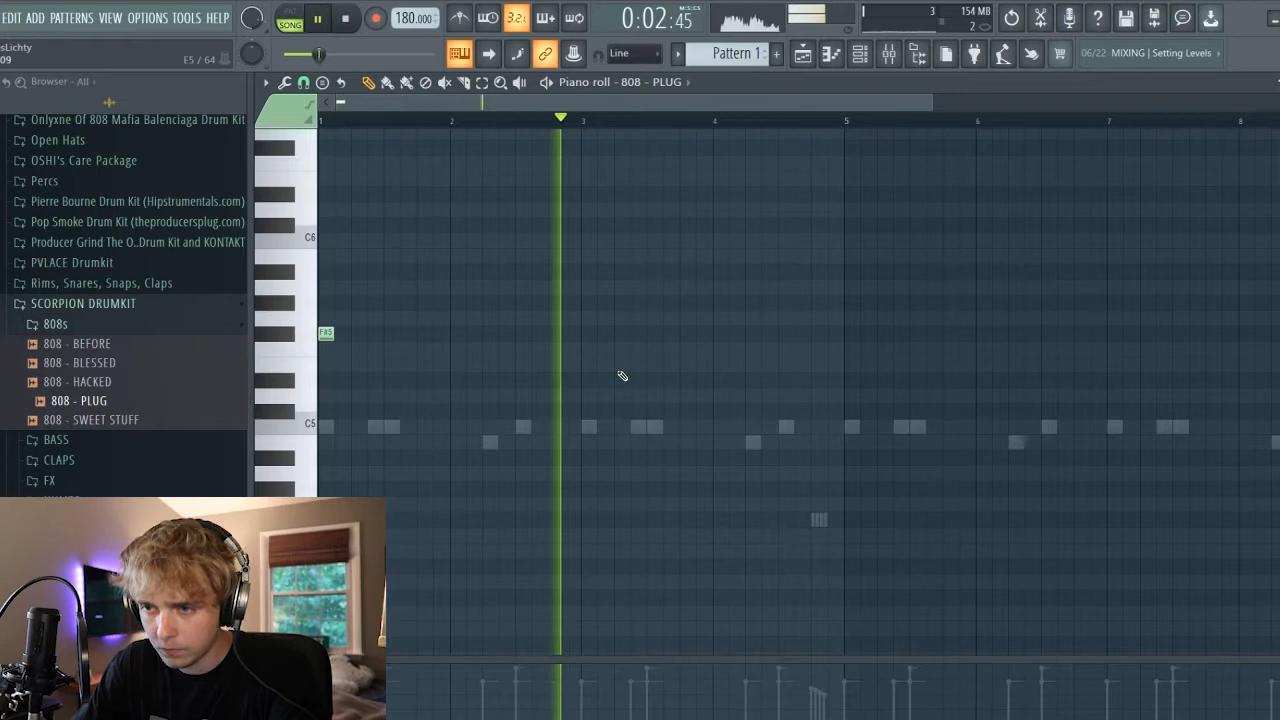 EDIT ADD PATTERNS VIEW OPTIONS TOOLS HELP
PAT
SONG
180.000
3.2.
0:02:45
M:S:CS
3
154 MB
2
sLichty
09
E5 / 64
Line
Pattern 1
06/22 MIXING | Setting Levels
Browser - All
Piano roll - 808 - PLUG
1 2 3 4 5 6 7 8
Onlyxne Of 808 Mafia Balenciaga Drum Kit
Open Hats
OSHI's Care Package
Percs
Pierre Bourne Drum Kit (Hipstrumentals.com)
Pop Smoke Drum Kit (theproducersplug.com)
Producer Grind The O..Drum Kit and KONTAKT
PVLACE Drumkit
Rims, Snares, Snaps, Claps
SCORPION DRUMKIT
808s
808 - BEFORE
808 - BLESSED
808 - HACKED
808 - PLUG
808 - SWEET STUFF
BASS
CLAPS
FX
C6
F#5
C5